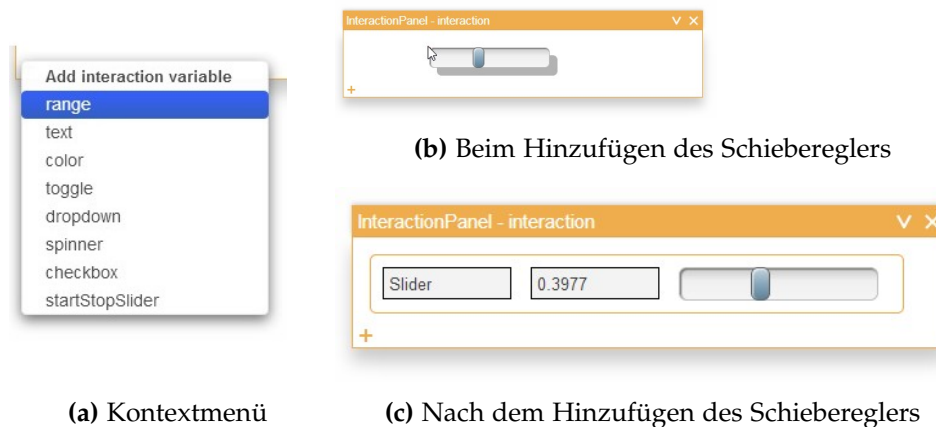 Add interaction variable
range
text
color
toggle
dropdown
spinner
checkbox
startStopSlider
(a) Kontextmenü
InteractionPanel - interaction
+
(b) Beim Hinzufügen des Schiebereglers
InteractionPanel - interaction
Slider 0.3977
+
(c) Nach dem Hinzufügen des Schiebereglers